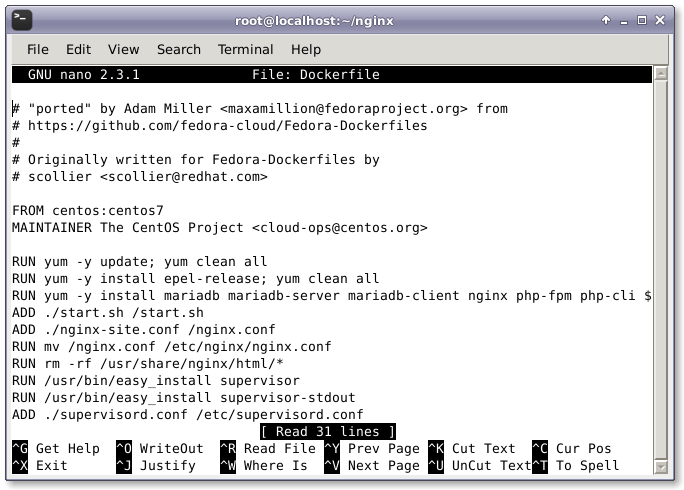 root@localhost:~/nginx
File Edit View Search Terminal Help
GNU nano 2.3.1 File: Dockerfile
# "ported" by Adam Miller <maxamillion@fedoraproject.org> from
# https://github.com/fedora-cloud/Fedora-Dockerfiles
#
# Originally written for Fedora-Dockerfiles by
# scollier <scollier@redhat.com>
FROM centos:centos7
MAINTAINER The CentOS Project <cloud-ops@centos.org>
RUN yum -y update; yum clean all
RUN yum -y install epel-release; yum clean all
RUN yum -y install mariadb mariadb-server mariadb-client nginx php-fpm php-cli $
ADD ./start.sh /start.sh
ADD ./nginx-site.conf /nginx.conf
RUN mv /nginx.conf /etc/nginx/nginx.conf
RUN rm -rf /usr/share/nginx/html/*
RUN /usr/bin/easy_install supervisor
RUN /usr/bin/easy_install supervisor-stdout
ADD ./supervisord.conf /etc/supervisord.conf
[ Read 31 lines ]
^G Get Help ^O WriteOut ^R Read File ^Y Prev Page ^K Cut Text ^C Cur Pos
^X Exit ^J Justify ^W Where Is ^V Next Page ^U UnCut Text ^T To Spell